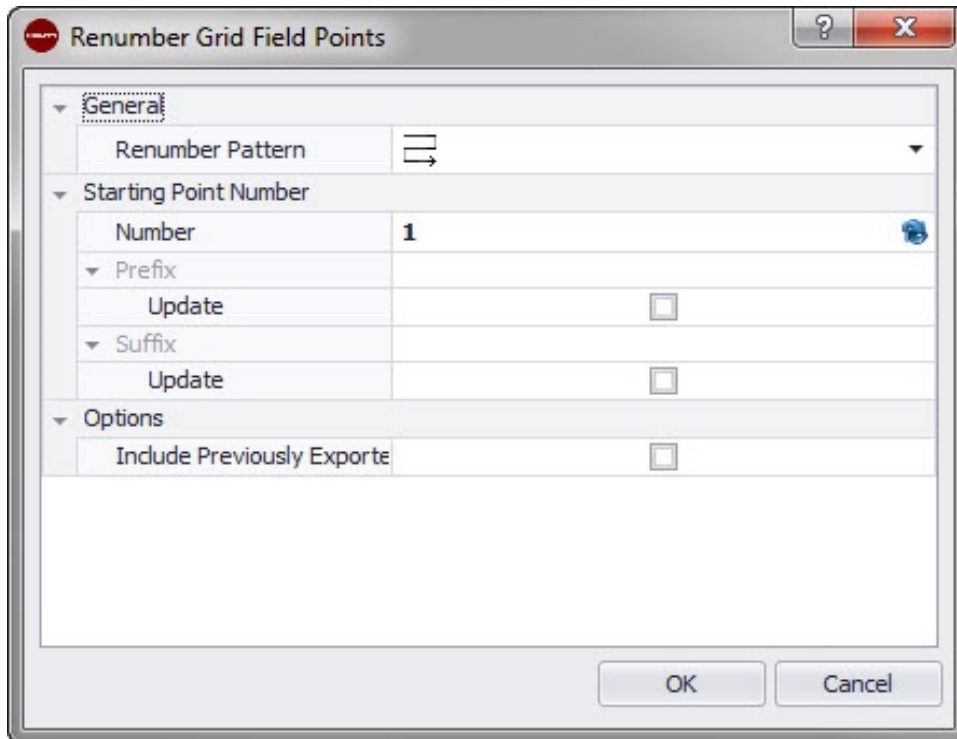 Renumber Grid Field Points
General
Renumber Pattern
Starting Point Number
Number 1
Prefix
Update
Suffix
Update
Options
Include Previously Exporte
OK Cancel